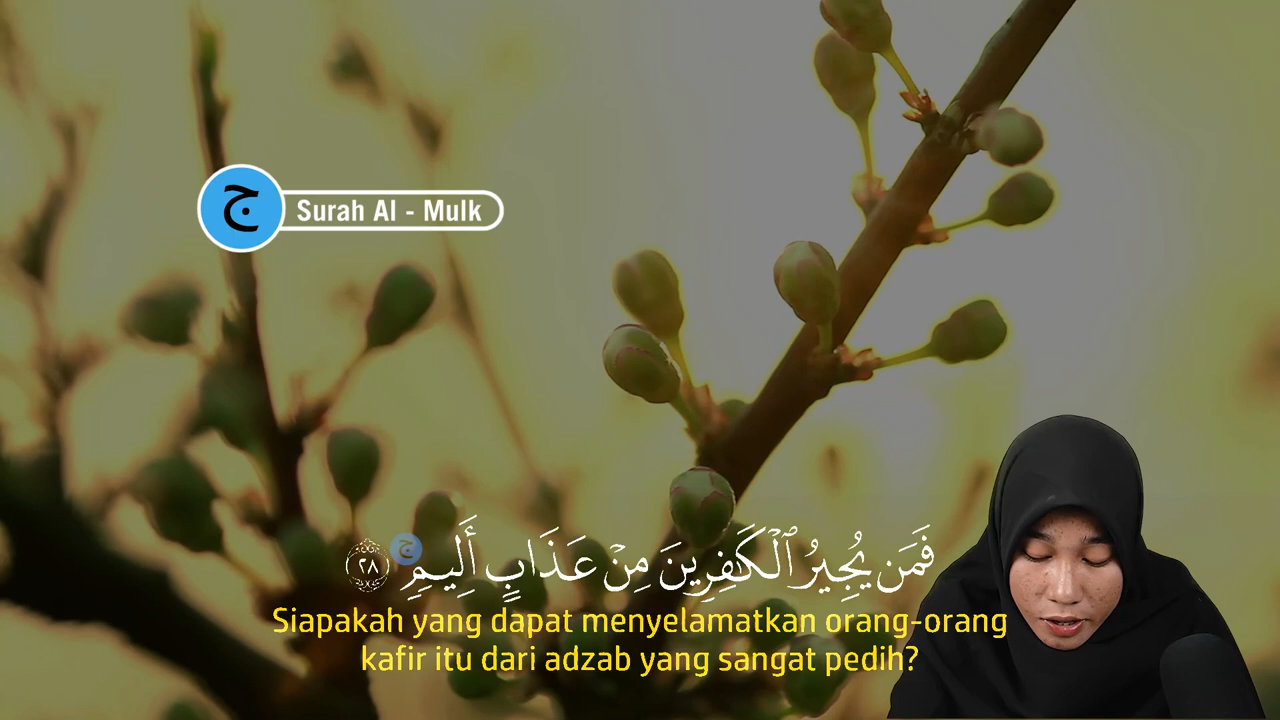 ج
Surah Al - Mulk
فَمَن يُجِيرُ ٱلْكَٰفِرِينَ مِنْ عَذَابٍ أَلِيمٍ ٢٨
ج
Siapakah yang dapat menyelamatkan orang-orang
kafir itu dari adzab yang sangat pedih?